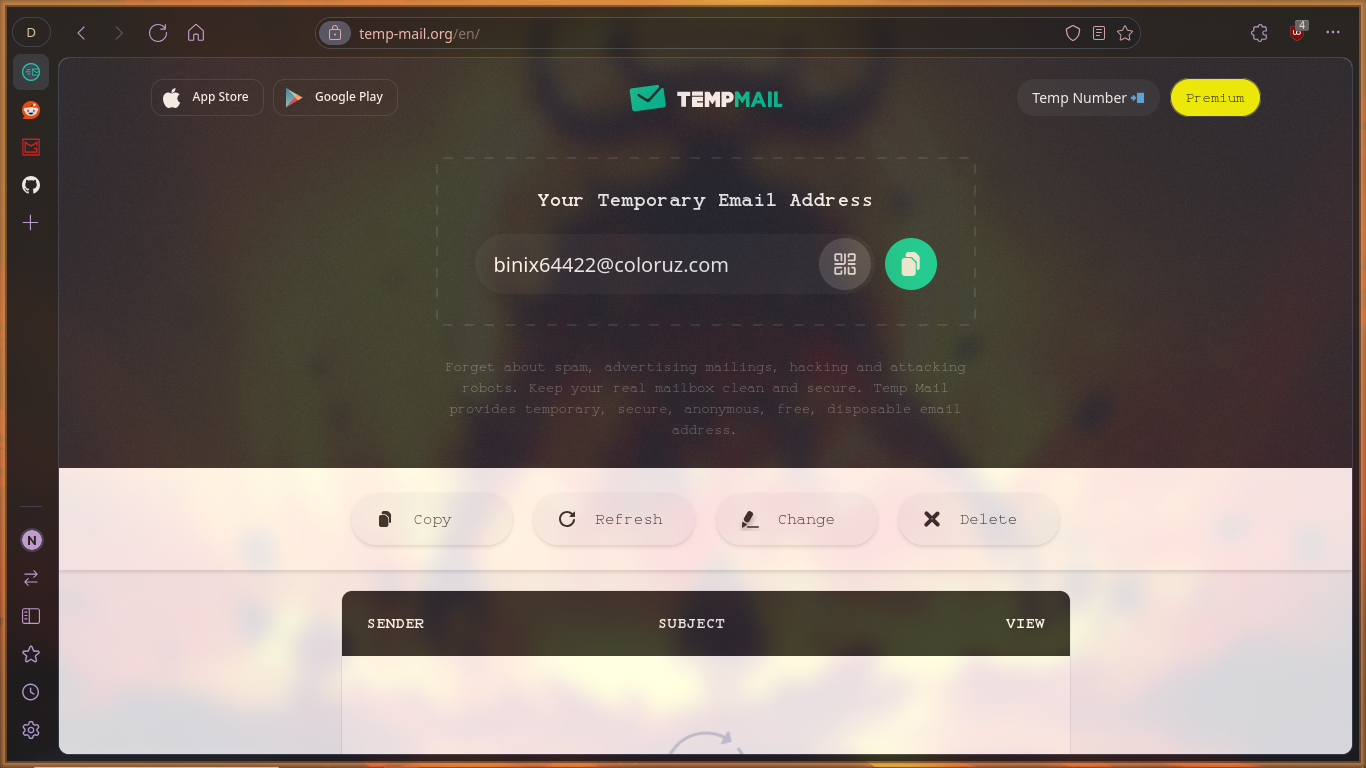 D
temp-mail.org/en/
4
App Store
Google Play
TEMPMAIL
Temp Number
Premium
Your Temporary Email Address
binix64422@coloruz.com
Forget about spam, advertising mailings, hacking and attacking
robots. Keep your real mailbox clean and secure. Temp Mail
provides temporary, secure, anonymous, free, disposable email
address.
Copy
Refresh
Change
Delete
N
SENDER
SUBJECT
VIEW